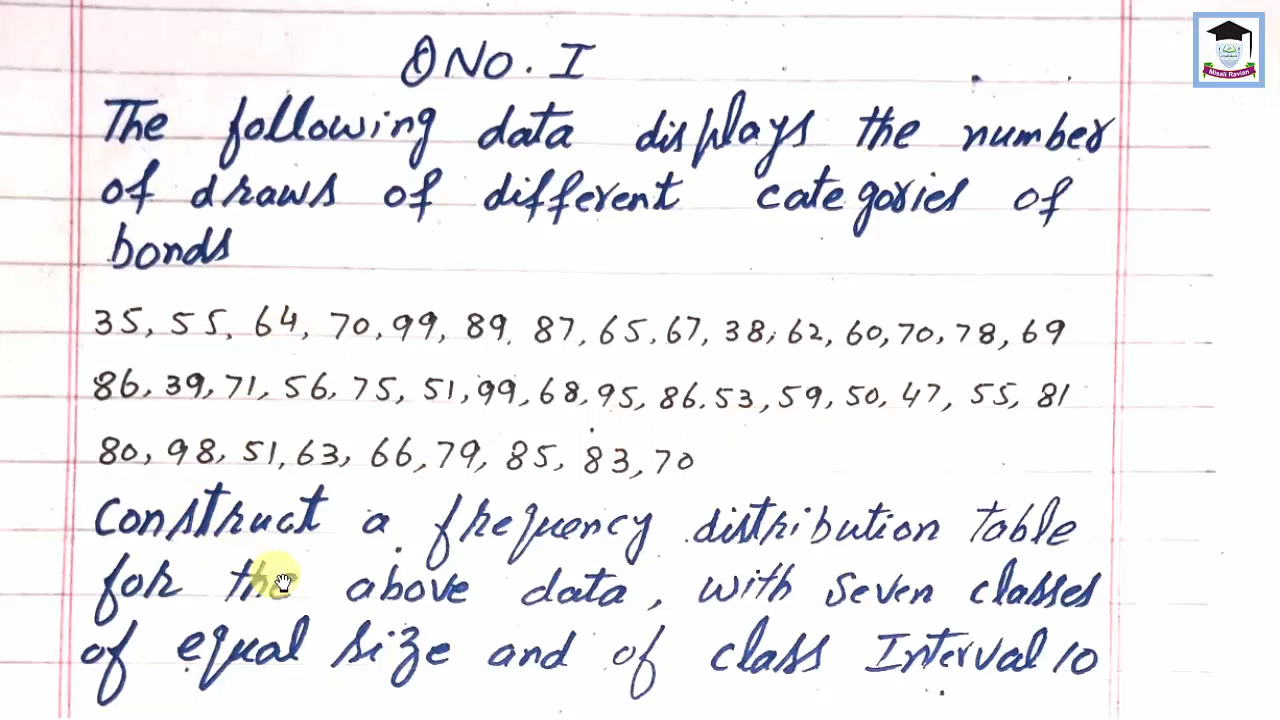 Q NO. I
The following data displays the number
of draws of different categories of
bonds
35, 55, 64, 70, 99, 89, 87, 65, 67, 38, 62, 60, 70, 78, 69
86, 39, 71, 56, 75, 51, 99, 68, 95, 86. 53, 59, 50, 47, 55, 81
80, 98, 51, 63, 66, 79, 85, 83, 70
Construct a frequency distribution table
for the above data, with seven classes
of equal size and of class Interval 10
Misali Ravian